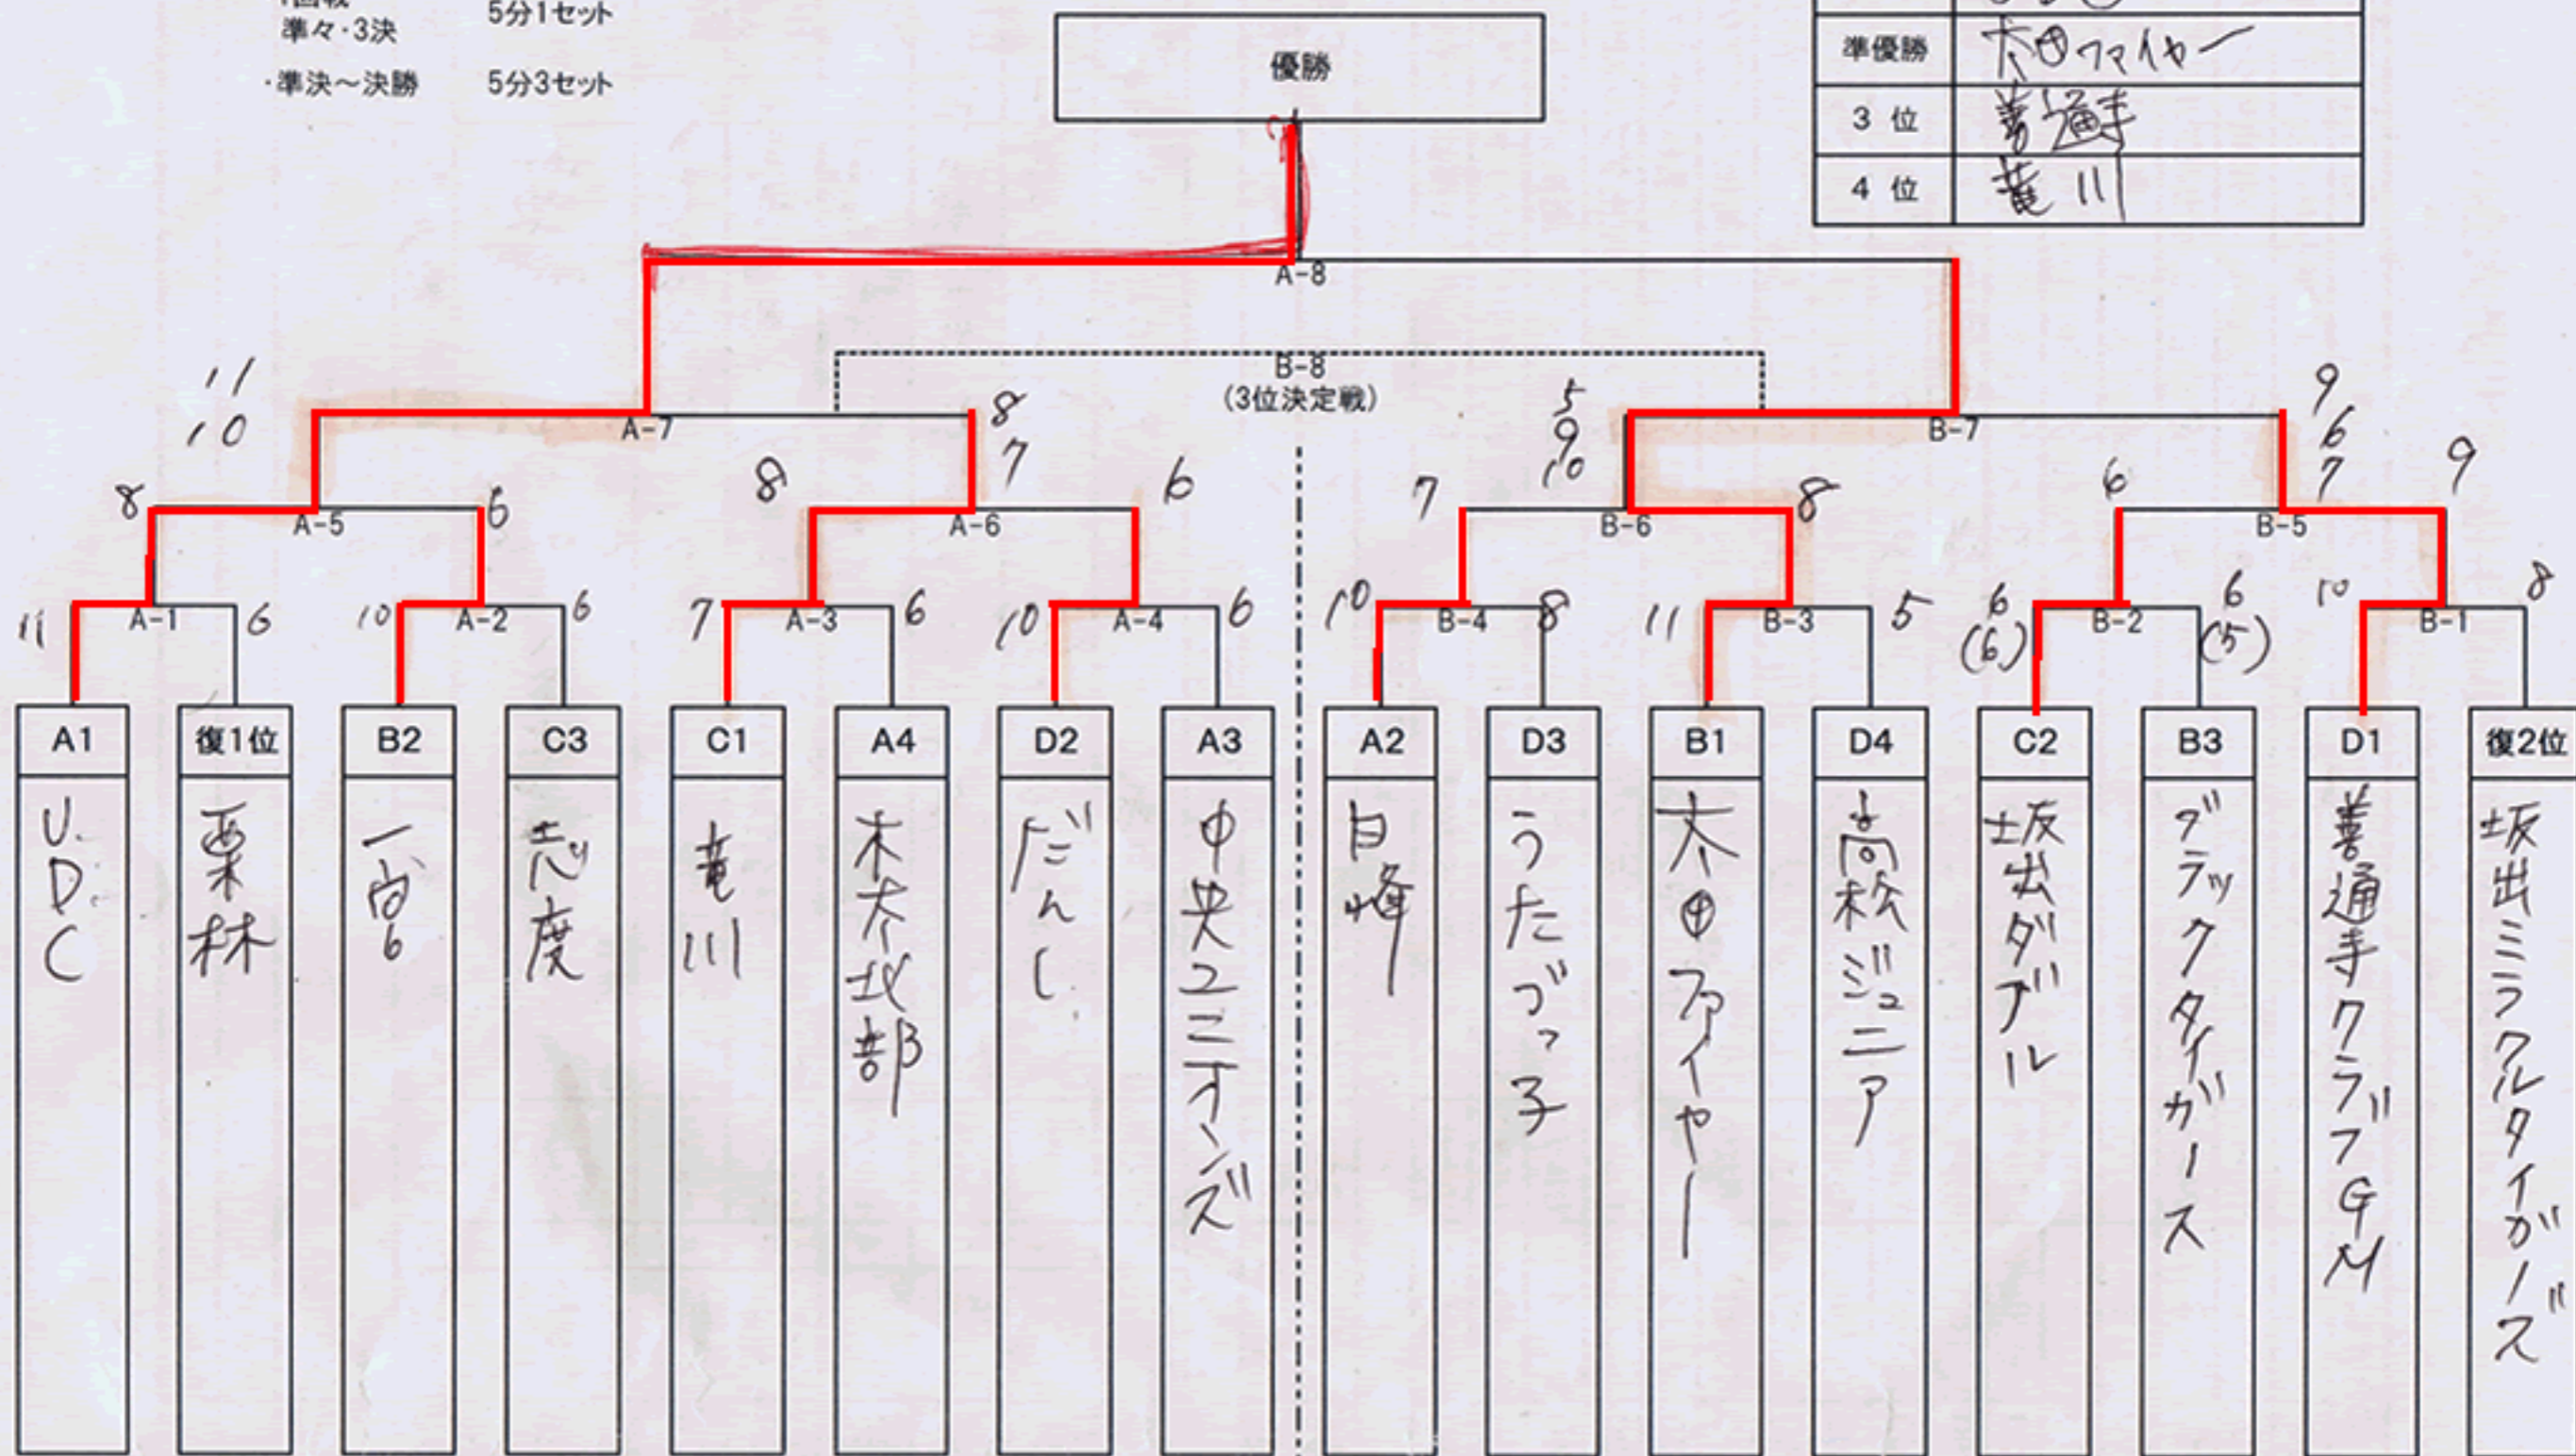 準々・3決
5分1セット
・準決～決勝 5分3セット
優勝
準優勝 太田ファイヤー
3 位 善通寺
4 位 竜川
A-8
B-8
(3位決定戦)
11
10
A-7
8
7
5
9
10
B-7
9
6
7
8 A-5 6
8 A-6 6
7 B-6 8
6 B-5 9
11 A-1 6
10 A-2 6
7 A-3 6
10 A-4 6
10 B-4 8
11 B-3 5
6 (6) B-2 6 (5)
10 B-1 8
A1 U.D.C
復1位 栗林
B2 一宮
C3 志度
C1 竜川
A4 木太北部
D2 だんし
A3 中央ユニオンズ
A2 白峰
D3 うたづっ子
B1 太田ファイヤー
D4 高松ジュニア
C2 坂出ダブル
B3 ブラックタイガース
D1 善通寺クラブGM
復2位 坂出ミラクルタイガーズ